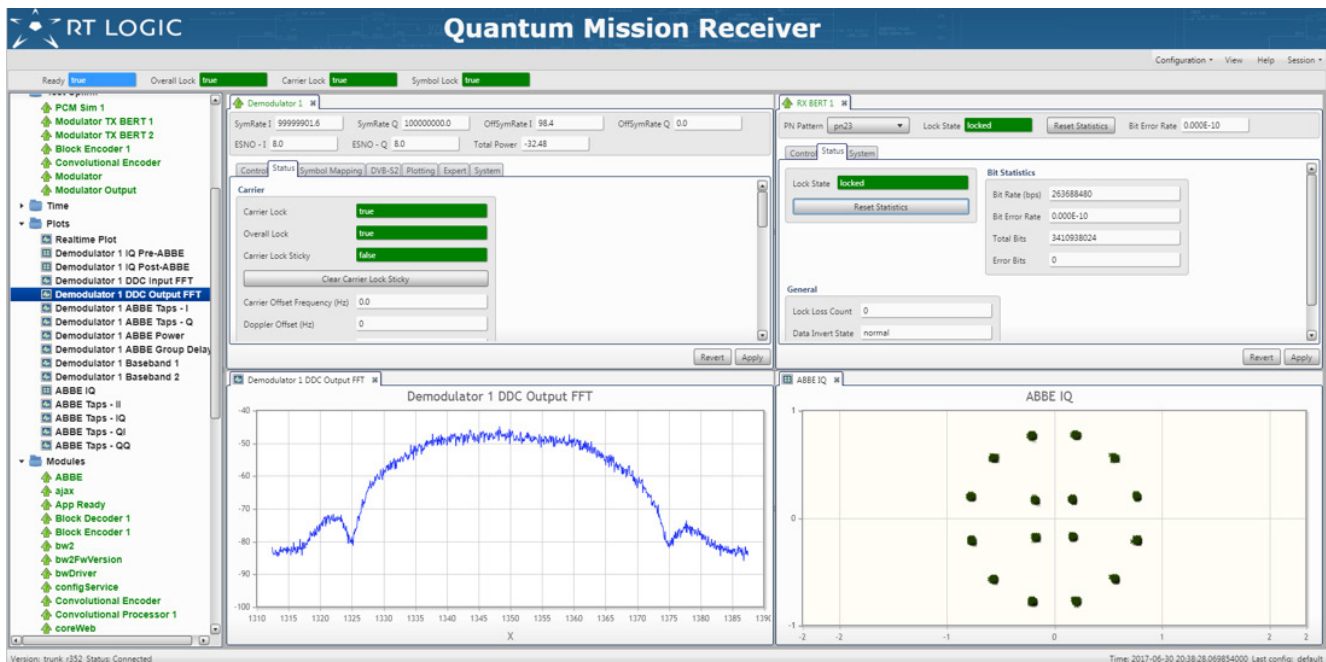 RT LOGIC
Quantum Mission Receiver
Configuration View Help Session
Ready true Overall Lock true Carrier Lock true Symbol Lock true
PCM Sim 1
Modulator TX BERT 1
Modulator TX BERT 2
Block Encoder 1
Convolutional Encoder
Modulator
Modulator Output
Time
Plots
Realtime Plot
Demodulator 1 IQ Pre-ABBE
Demodulator 1 IQ Post-ABBE
Demodulator 1 DDC Input FFT
Demodulator 1 DDC Output FFT
Demodulator 1 ABBE Taps - I
Demodulator 1 ABBE Taps - Q
Demodulator 1 ABBE Power
Demodulator 1 ABBE Group Delay
Demodulator 1 Baseband 1
Demodulator 1 Baseband 2
ABBE IQ
ABBE Taps - II
ABBE Taps - IQ
ABBE Taps - QI
ABBE Taps - QQ
Modules
ABBE
ajax
App Ready
Block Decoder 1
Block Encoder 1
bw2
bw2FwVersion
bwDriver
configService
Convolutional Encoder
Convolutional Processor 1
coreWeb
Demodulator 1
SymRate I 99999901.6 SymRate Q 100000000.0 OffSymRate I 98.4 OffSymRate Q 0.0
ESNO - I 8.0 ESNO - Q 8.0 Total Power -32.48
Control Status Symbol Mapping DVB-S2 Plotting Expert System
Carrier
Carrier Lock true
Overall Lock true
Carrier Lock Sticky false
Clear Carrier Lock Sticky
Carrier Offset Frequency (Hz) 0.0
Doppler Offset (Hz) 0
Revert Apply
RX BERT 1
PN Pattern pn23 Lock State locked Reset Statistics Bit Error Rate 0.000E-10
Control Status System
Lock State locked
Reset Statistics
Bit Statistics
Bit Rate (bps) 263688480
Bit Error Rate 0.000E-10
Total Bits 3410938024
Error Bits 0
General
Lock Loss Count 0
Data Invert State normal
Revert Apply
Demodulator 1 DDC Output FFT
Demodulator 1 DDC Output FFT
-40
-50
-60
-70
-80
-90
-100
1310 1315 1320 1325 1330 1335 1340 1345 1350 1355 1360 1365 1370 1375 1380 1385 139
X
ABBE IQ
ABBE IQ
1
0
-1
-2 -2 -1 0 1 2 2
Version: trunk_r352 Status: Connected
Time: 2017-06-30 20:38:28.069854000 Last config: default